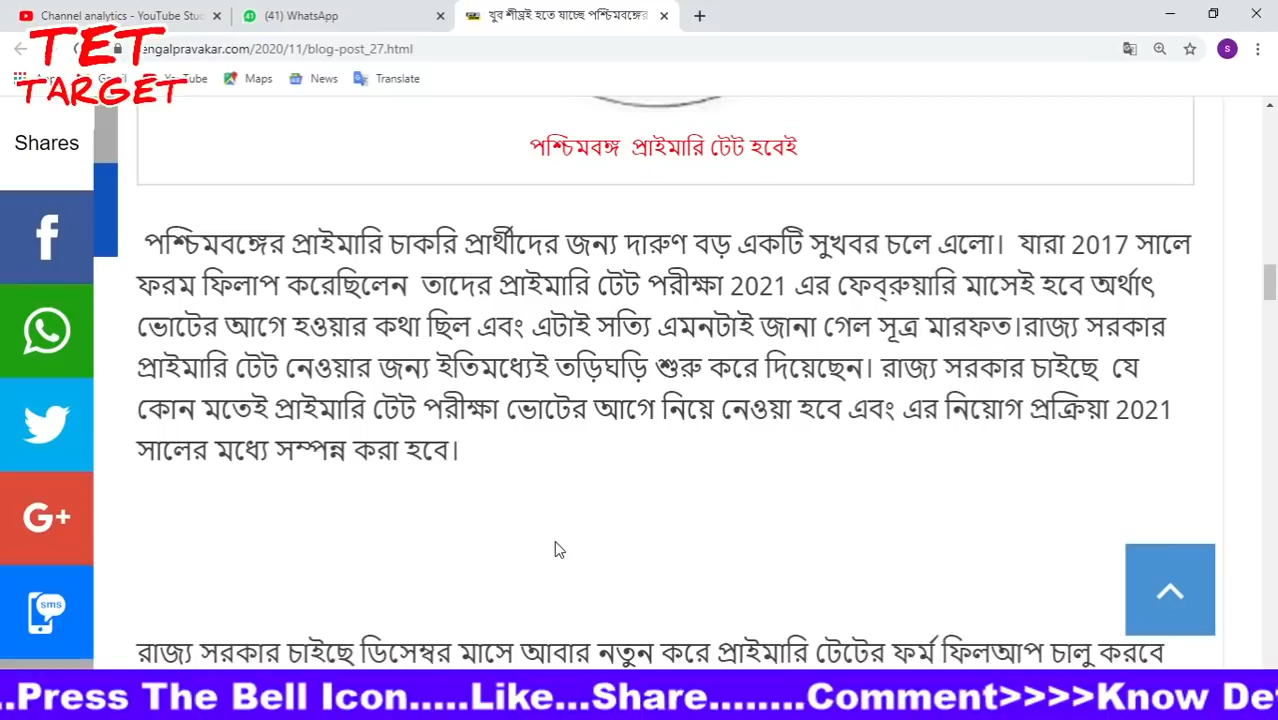 Channel analytics - YouTube Stu
(41) WhatsApp
খুব শীঘ্রই হতে যাচ্ছে পশ্চিমবঙ্গের
TET
TARGET
engalpravakar.com/2020/11/blog-post_27.html
YouTube
Maps
News
Translate
Shares
পশ্চিমবঙ্গ প্রাইমারি টেট হবেই
পশ্চিমবঙ্গের প্রাইমারি চাকরি প্রার্থীদের জন্য দারুণ বড় একটি সুখবর চলে এলো। যারা 2017 সালে
ফরম ফিলাপ করেছিলেন তাদের প্রাইমারি টেট পরীক্ষা 2021 এর ফেব্রুয়ারি মাসেই হবে অর্থাৎ
ভোটের আগে হওয়ার কথা ছিল এবং এটাই সত্যি এমনটাই জানা গেল সূত্র মারফত।রাজ্য সরকার
প্রাইমারি টেট নেওয়ার জন্য ইতিমধ্যেই তড়িঘড়ি শুরু করে দিয়েছেন। রাজ্য সরকার চাইছে যে
কোন মতেই প্রাইমারি টেট পরীক্ষা ভোটের আগে নিয়ে নেওয়া হবে এবং এর নিয়োগ প্রক্রিয়া 2021
সালের মধ্যে সম্পন্ন করা হবে।
sms
রাজ্য সরকার চাইছে ডিসেম্বর মাসে আবার নতুন করে প্রাইমারি টেটের ফর্ম ফিলআপ চালু করবে
..Press The Bell Icon.....Like...Share........Comment>>>>Know De